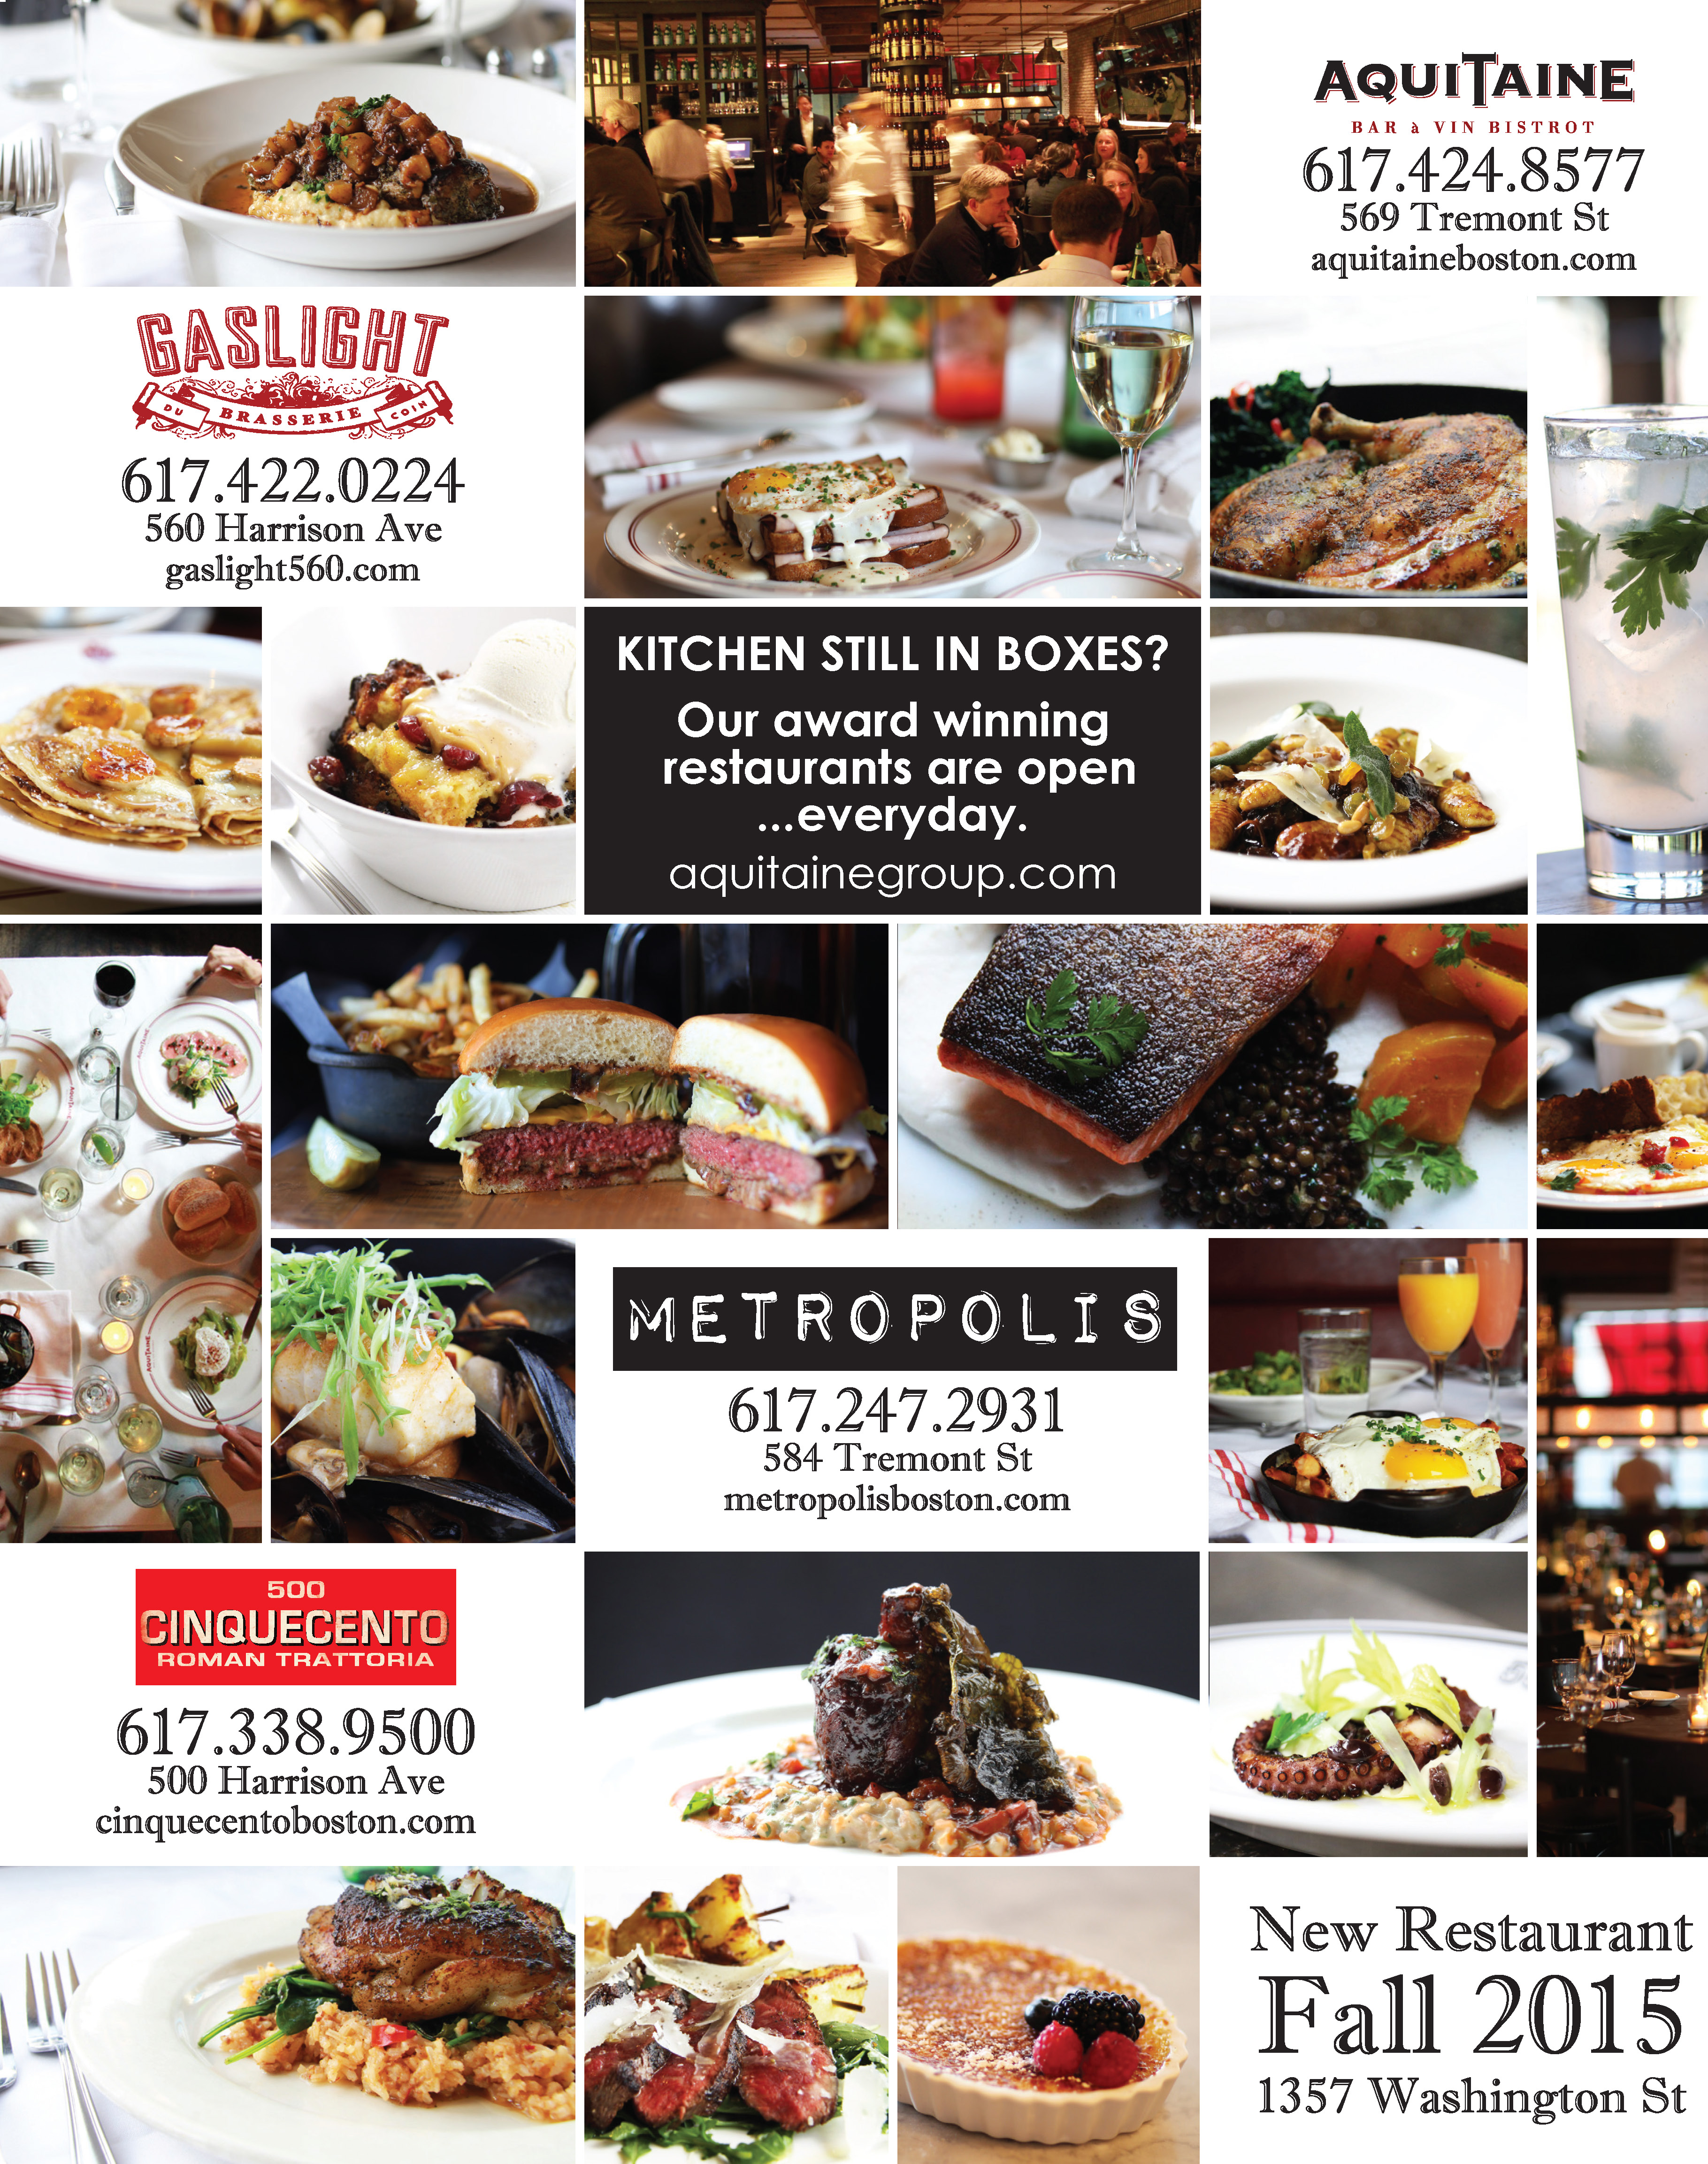 AQUITAINE
BAR à VIN BISTROT
617.424.8577
569 Tremont St
aquitaineboston.com
GASLIGHT
DU BRASSERIE COIN
617.422.0224
560 Harrison Ave
gaslight560.com
KITCHEN STILL IN BOXES?
Our award winning
restaurants are open
...everyday.
aquitainegroup.com
METROPOLIS
617.247.2931
584 Tremont St
metropolisboston.com
500
CINQUECENTO
ROMAN TRATTORIA
617.338.9500
500 Harrison Ave
cinquecentoboston.com
New Restaurant
Fall 2015
1357 Washington St